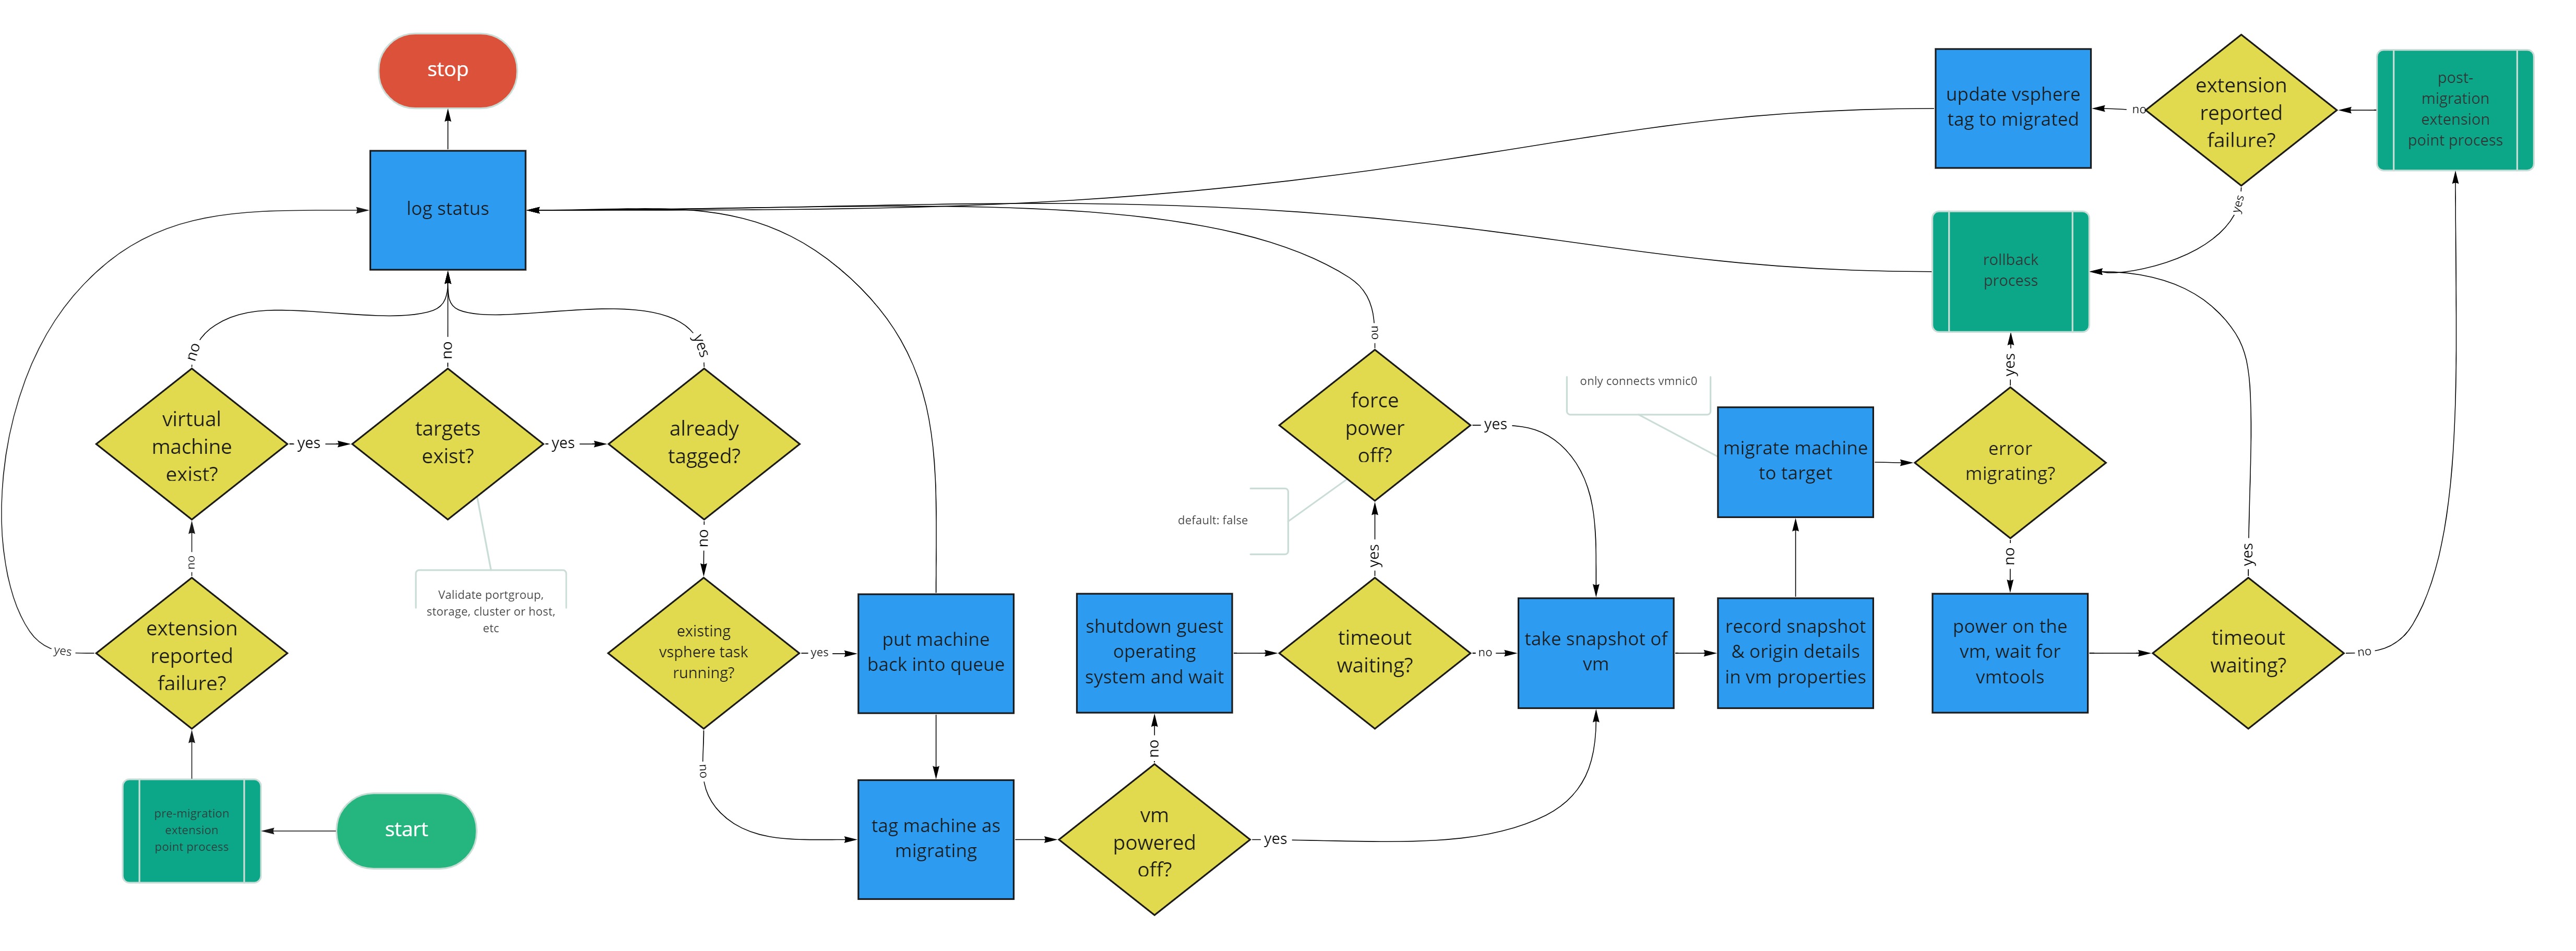 stop
log status
no
no
yes
virtual
machine
exist?
yes
targets
exist?
yes
already
tagged?
no
no
Validate portgroup,
storage, cluster or host,
etc
yes
extension
reported
failure?
existing
vsphere task
running?
yes
put machine
back into queue
no
pre-migration
extension
point process
start
tag machine as
migrating
vm
powered
off?
yes
no
shutdown guest
operating
system and wait
timeout
waiting?
no
yes
default: false
force
power
off?
yes
no
take snapshot of
vm
record snapshot
& origin details
in vm properties
only connects vmnic0
migrate machine
to target
error
migrating?
yes
no
power on the
vm, wait for
vmtools
timeout
waiting?
yes
no
rollback
process
update vsphere
tag to migrated
no
extension
reported
failure?
yes
post-
migration
extension
point process